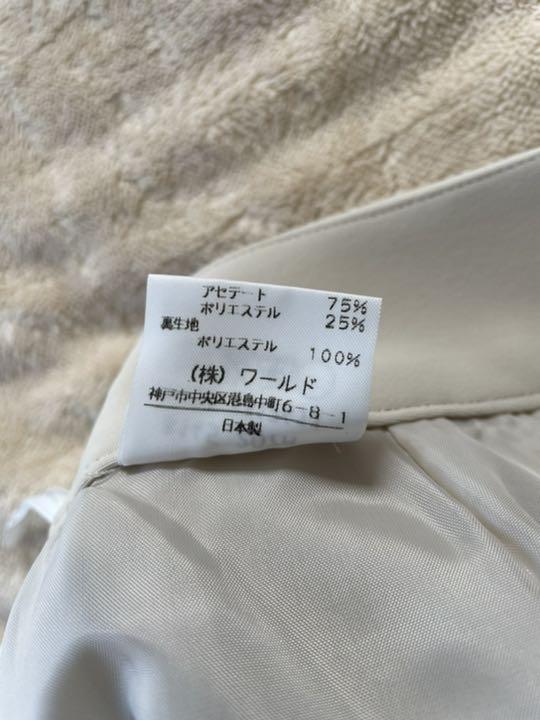 アセテート 75%
ポリエステル 25%
裏生地
ポリエステル 100%
(株) ワールド
神戸市中央区港島中町6-8-1
日本製